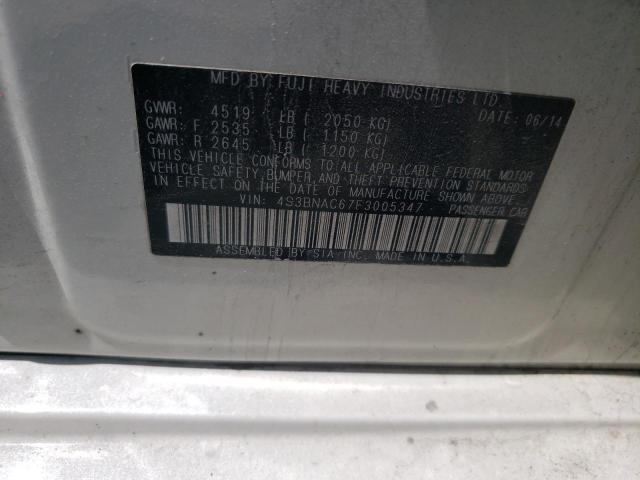 MFD BY FUJI HEAVY INDUSTRIES LTD.
GVWR: 4519 LB ( 2050 KG) DATE: 06/14
GAWR: F 2535 LB ( 1150 KG)
GAWR: R 2645 LB ( 1200 KG)
THIS VEHICLE CONFORMS TO ALL APPLICABLE FEDERAL MOTOR
VEHICLE SAFETY, BUMPER, AND THEFT PREVENTION STANDARDS
IN EFFECT ON THE DATE OF MANUFACTURE SHOWN ABOVE.
VIN: 4S3BNAC67F3005347 PASSENGER CAR
ASSEMBLED BY SIA INC. MADE IN U.S.A.